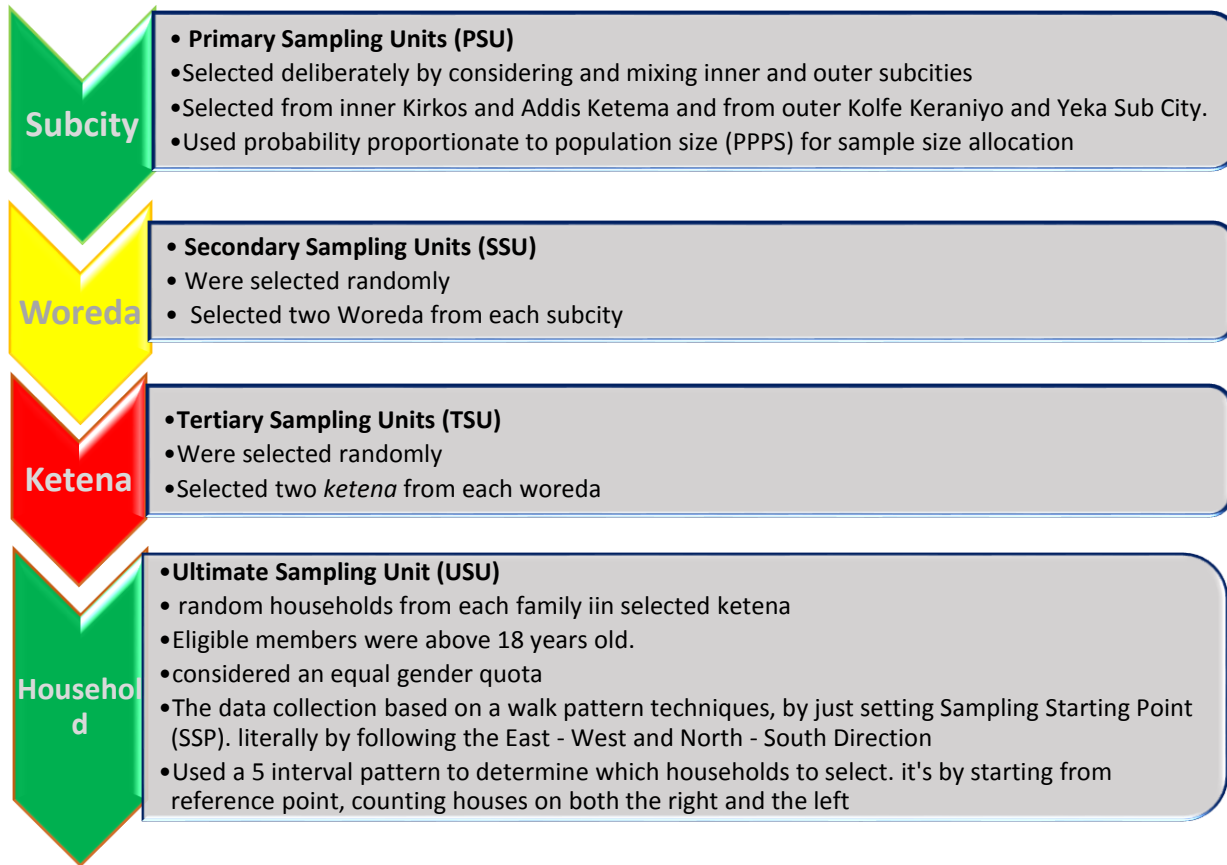 Subcity
• Primary Sampling Units (PSU)
•Selected deliberately by considering and mixing inner and outer subcities
•Selected from inner Kirkos and Addis Ketema and from outer Kolfe Keraniyo and Yeka Sub City.
•Used probability proportionate to population size (PPPS) for sample size allocation
Woreda
• Secondary Sampling Units (SSU)
• Were selected randomly
• Selected two Woreda from each subcity
Ketena
•Tertiary Sampling Units (TSU)
•Were selected randomly
•Selected two ketena from each woreda
Househol
d
•Ultimate Sampling Unit (USU)
• random households from each family iin selected ketena
•Eligible members were above 18 years old.
•considered an equal gender quota
•The data collection based on a walk pattern techniques, by just setting Sampling Starting Point
(SSP). literally by following the East - West and North - South Direction
•Used a 5 interval pattern to determine which households to select. it's by starting from
reference point, counting houses on both the right and the left